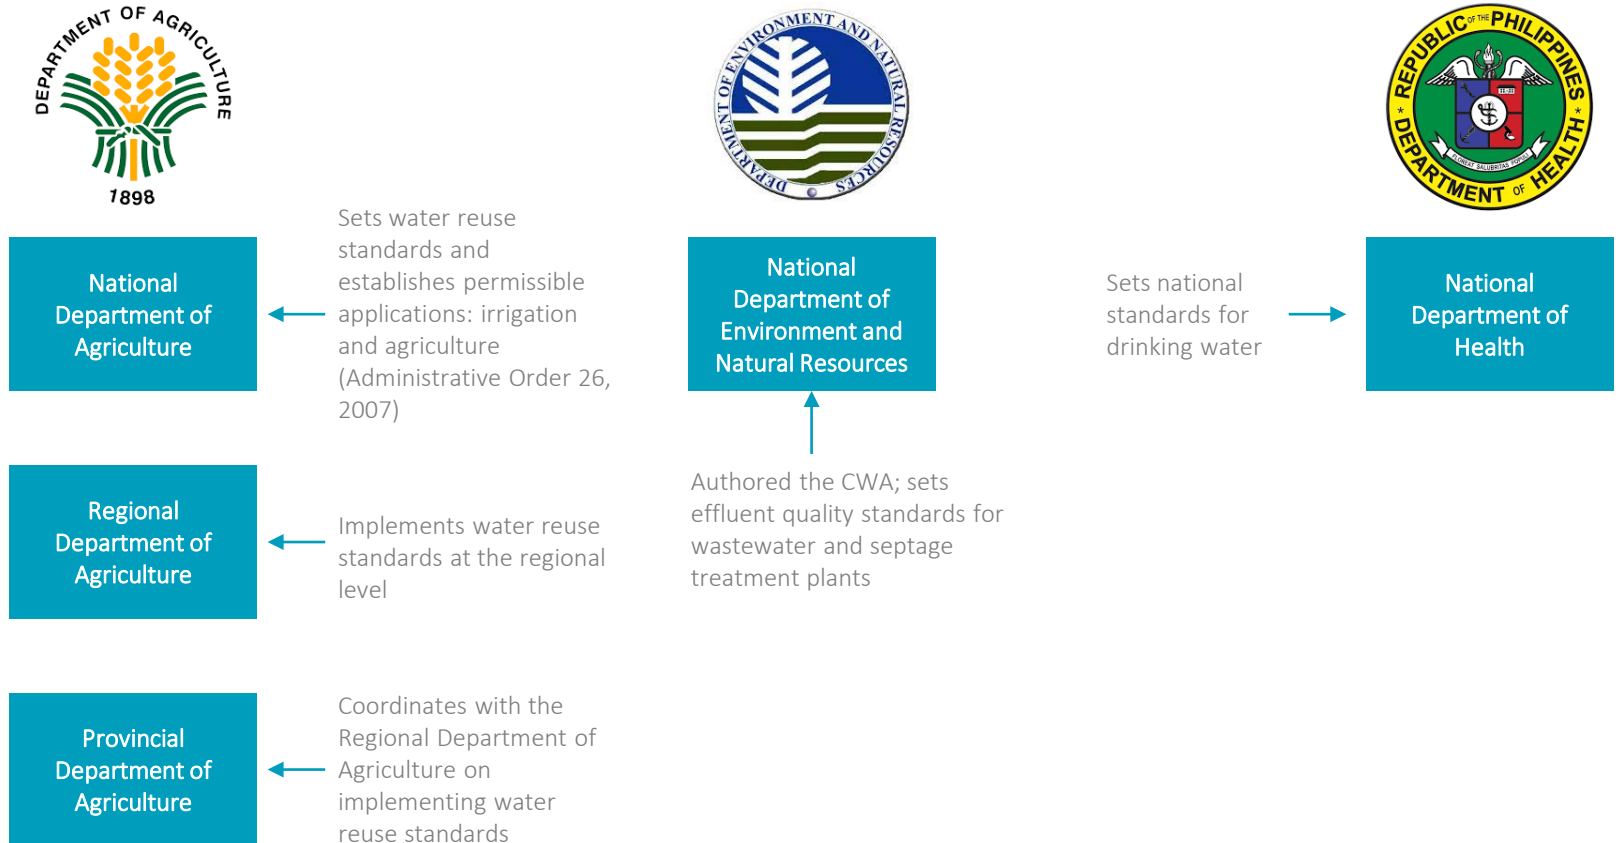 DEPARTMENT OF AGRICULTURE
1898
DEPARTMENT OF ENVIRONMENT AND NATURAL RESOURCES
REPUBLIC OF THE PHILIPPINES
DEPARTMENT OF HEALTH
FLOREAT SALUBRITAS POPULI
National
Department of
Agriculture
Sets water reuse
standards and
establishes permissible
applications: irrigation
and agriculture
(Administrative Order 26,
2007)
National
Department of
Environment and
Natural Resources
Authored the CWA; sets
effluent quality standards for
wastewater and septage
treatment plants
Sets national
standards for
drinking water
National
Department of
Health
Regional
Department of
Agriculture
Implements water reuse
standards at the regional
level
Provincial
Department of
Agriculture
Coordinates with the
Regional Department of
Agriculture on
implementing water
reuse standards